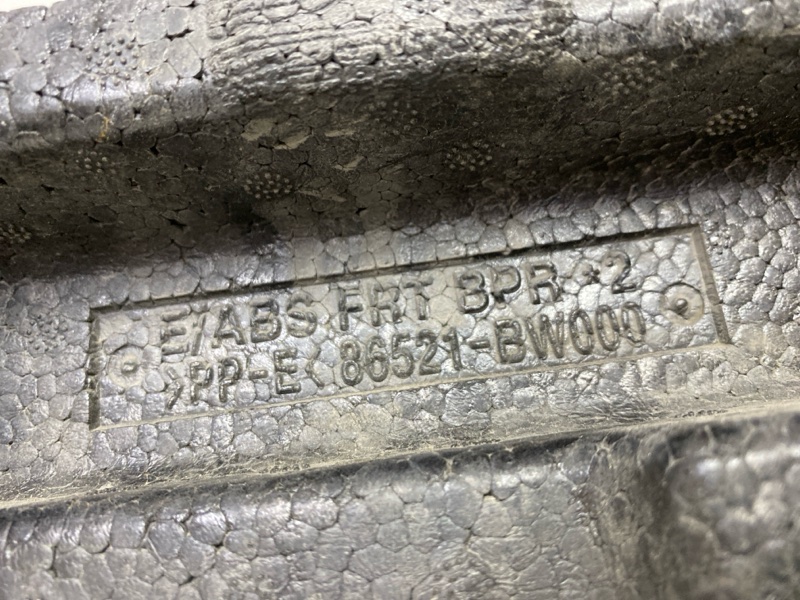 E/ABS FRT BPR *2
>PP-E< 86521-BW000